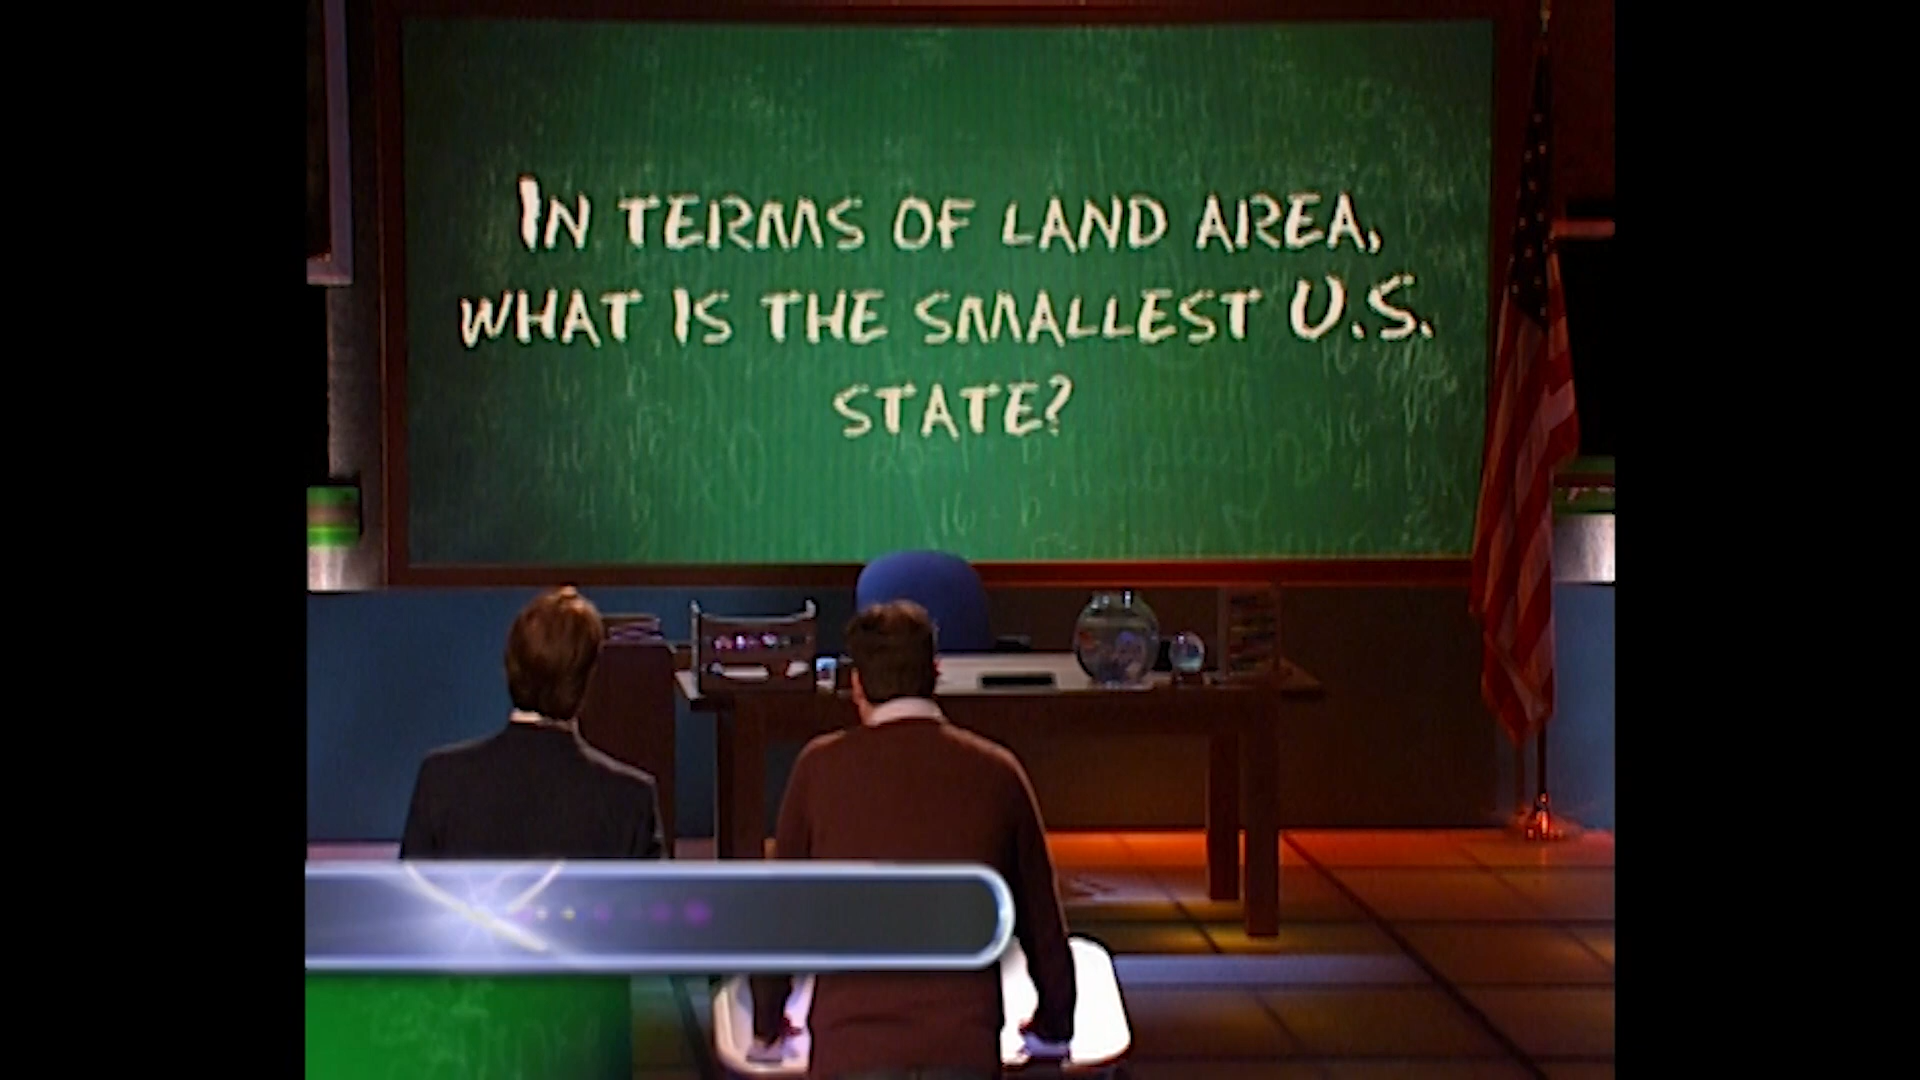 In terms of land area,
what is the smallest U.S.
state?